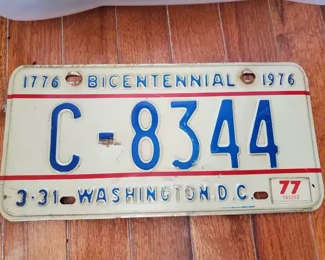 1776 BICENTENNIAL 1976
C-8344
3-31 WASHINGTON D.C. 77